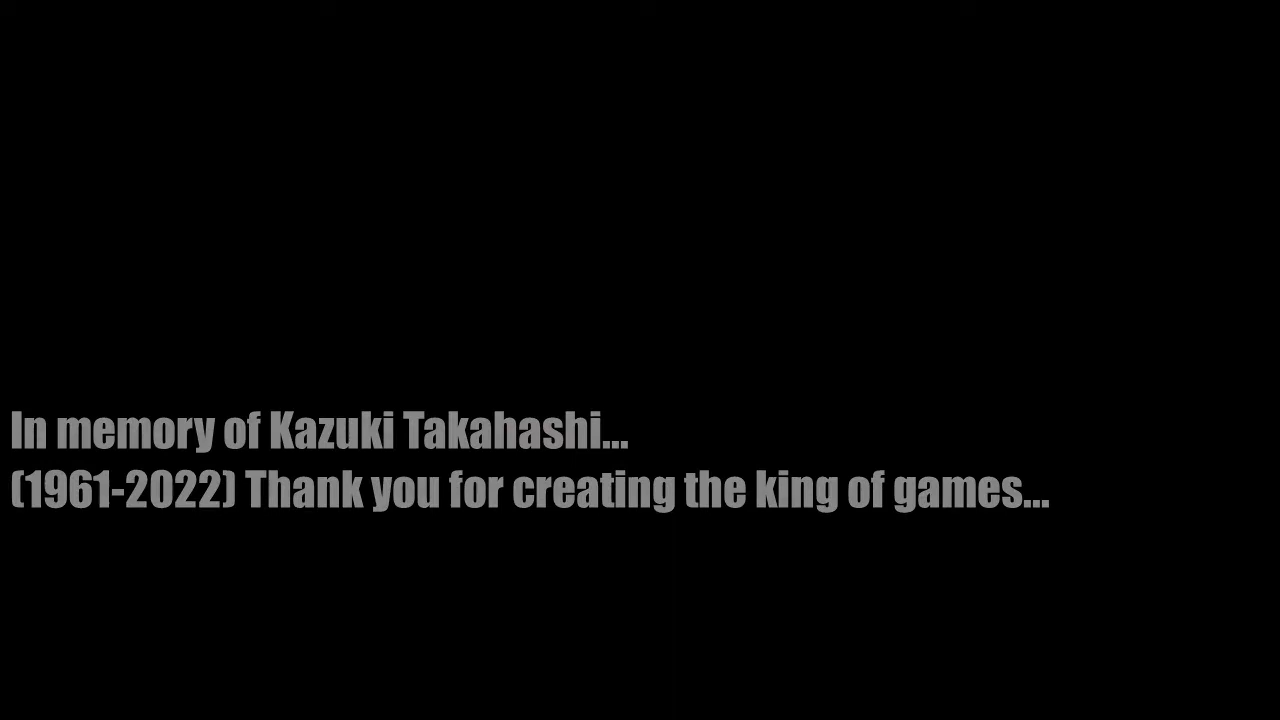 In memory of Kazuki Takahashi...
(1961-2022) Thank you for creating the king of games...